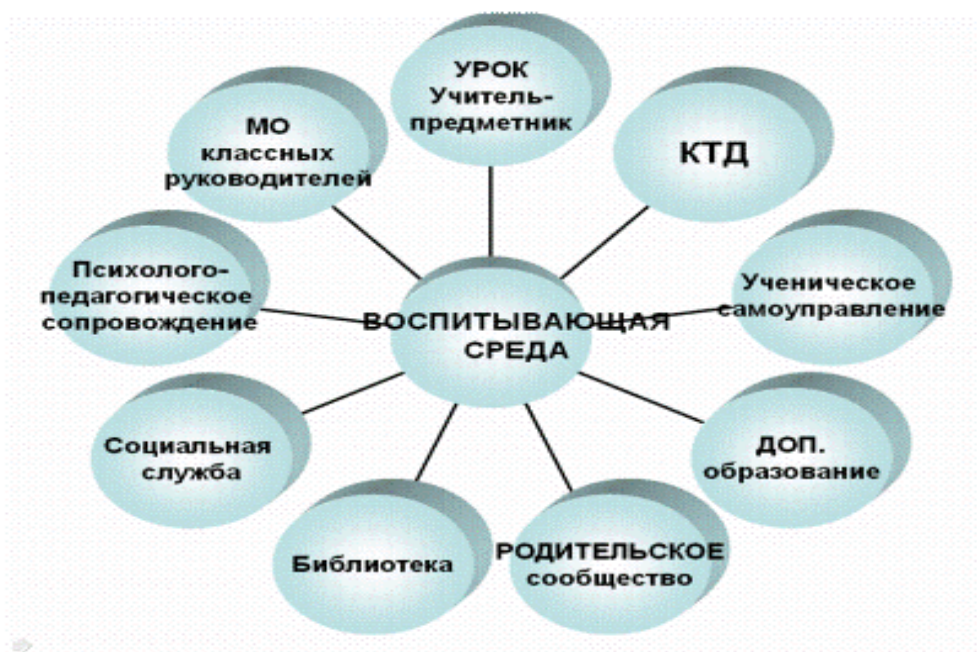 УРОК
Учитель-
предметник
МО
классных
руководителей
КТД
Психолого-
педагогическое
сопровождение
Ученическое
самоуправление
ВОСПИТЫВАЮЩАЯ
СРЕДА
Социальная
служба
ДОП.
образование
Библиотека
РОДИТЕЛЬСКОЕ
сообщество